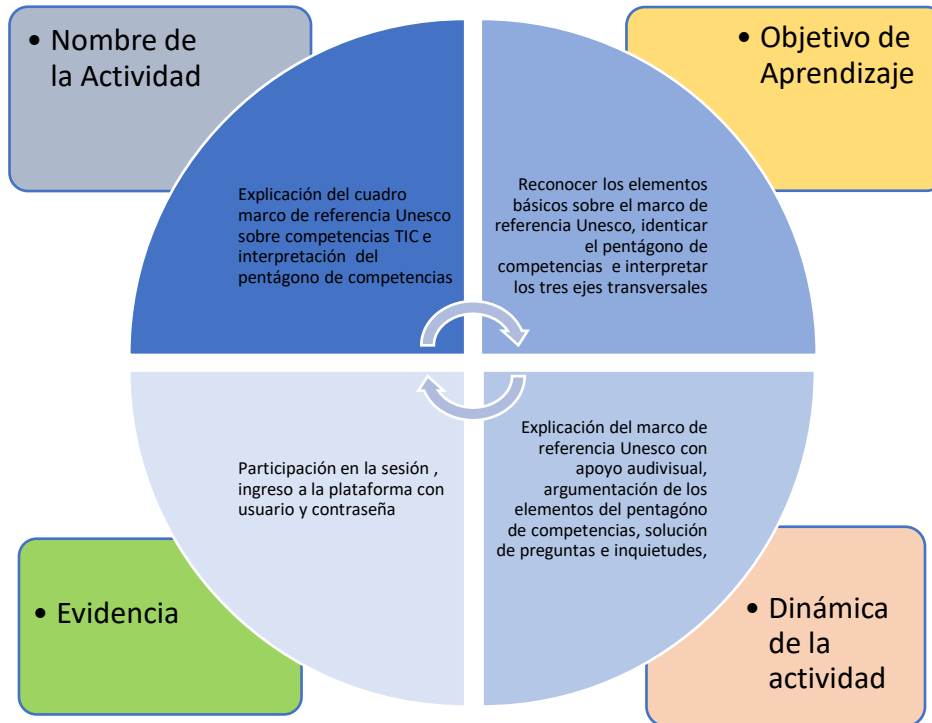 • Nombre de
la Actividad
Explicación del cuadro
marco de referencia Unesco
sobre competencias TIC e
interpretación del
pentágono de competencias
• Objetivo de
Aprendizaje
Reconocer los elementos
básicos sobre el marco de
referencia Unesco, identicar
el pentágono de
competencias e interpretar
los tres ejes transversales
Participación en la sesión ,
ingreso a la plataforma con
usuario y contraseña
• Evidencia
Explicación del marco de
referencia Unesco con
apoyo audivisual,
argumentación de los
elementos del pentagóno
de competencias, solución
de preguntas e inquietudes,
• Dinámica
de la
actividad